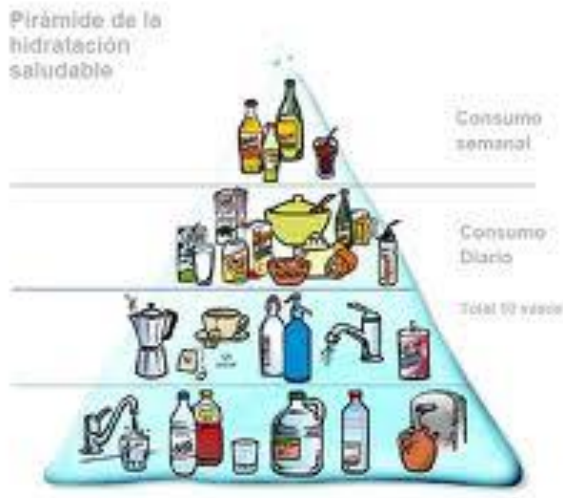 Pirámide de la
hidratación
saludable
Consumo
semanal
Consumo
Diario
Total 10 vasos